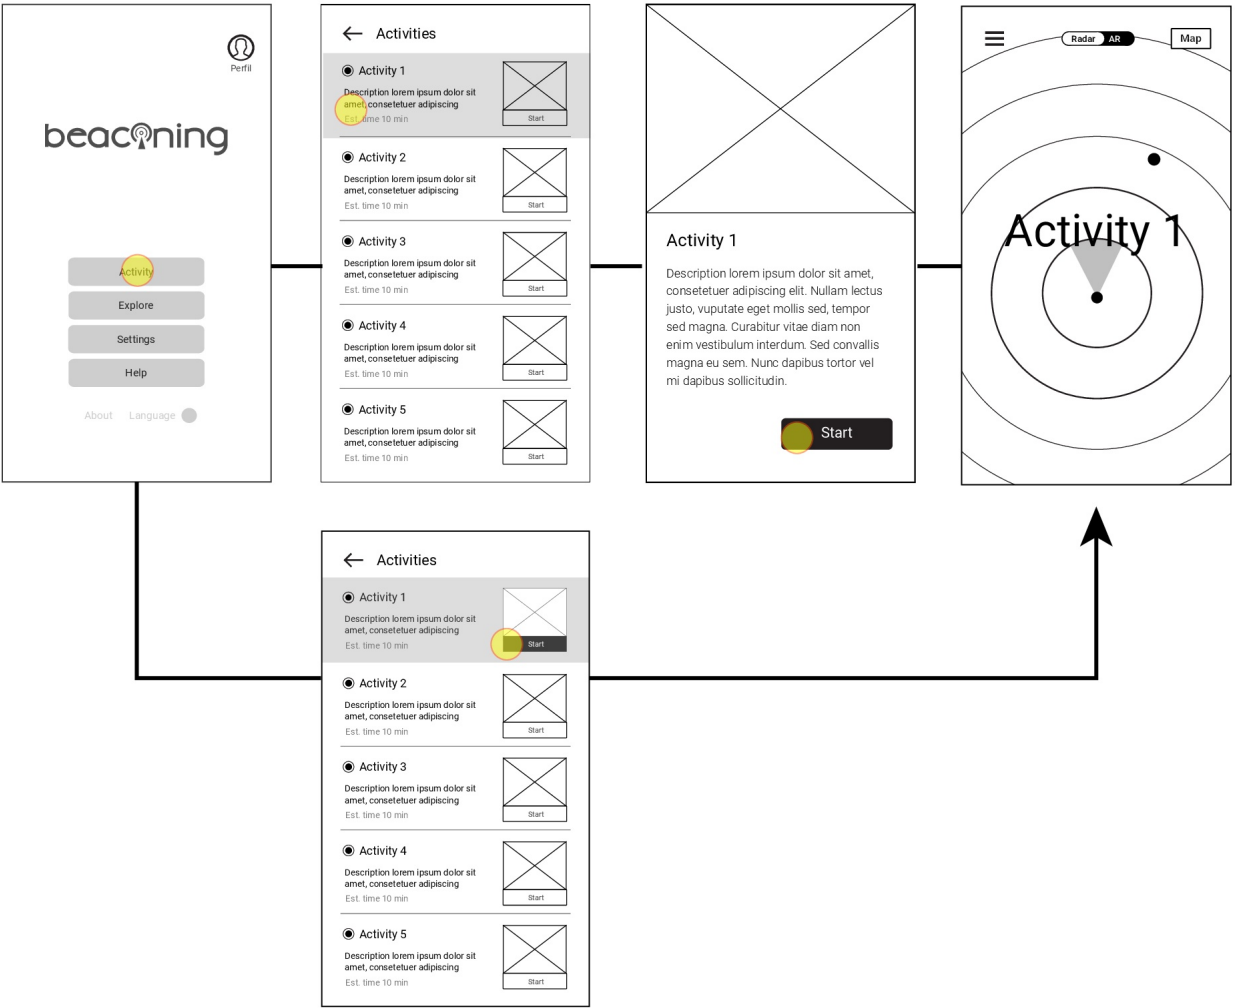 Perfil
beaconing
Activity
Explore
Settings
Help
About Language
Activities
Activity 1
Description lorem ipsum dolor sit
amet, consetetuer adipiscing
Est. time 10 min
Start
Activity 2
Description lorem ipsum dolor sit
amet, consetetuer adipiscing
Est. time 10 min
Start
Activity 3
Description lorem ipsum dolor sit
amet, consetetuer adipiscing
Est. time 10 min
Start
Activity 4
Description lorem ipsum dolor sit
amet, consetetuer adipiscing
Est. time 10 min
Start
Activity 5
Description lorem ipsum dolor sit
amet, consetetuer adipiscing
Est. time 10 min
Start
Activity 1
Description lorem ipsum dolor sit amet,
consetetuer adipiscing elit. Nullam lectus
justo, vuputate eget mollis sed, tempor
sed magna. Curabitur vitae diam non
enim vestibulum interdum. Sed convallis
magna eu sem. Nunc dapibus tortor vel
mi dapibus sollicitudin.
Start
Radar AR Map
Activity 1
Activities
Activity 1
Description lorem ipsum dolor sit
amet, consetetuer adipiscing
Est. time 10 min
Start
Activity 2
Description lorem ipsum dolor sit
amet, consetetuer adipiscing
Est. time 10 min
Start
Activity 3
Description lorem ipsum dolor sit
amet, consetetuer adipiscing
Est. time 10 min
Start
Activity 4
Description lorem ipsum dolor sit
amet, consetetuer adipiscing
Est. time 10 min
Start
Activity 5
Description lorem ipsum dolor sit
amet, consetetuer adipiscing
Est. time 10 min
Start